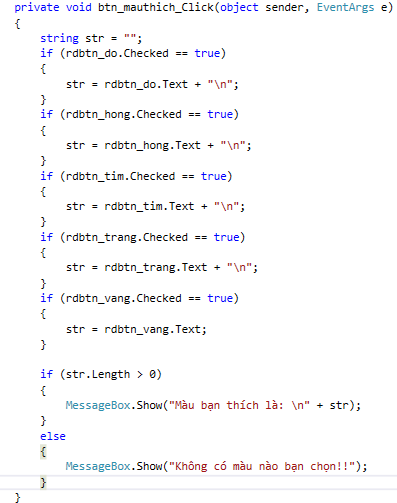 private void btn_mauthich_Click(object sender, EventArgs e)
{
string str = "";
if (rdbtn_do.Checked == true)
{
str = rdbtn_do.Text + "\n";
}
if (rdbtn_hong.Checked == true)
{
str = rdbtn_hong.Text + "\n";
}
if (rdbtn_tim.Checked == true)
{
str = rdbtn_tim.Text + "\n";
}
if (rdbtn_trang.Checked == true)
{
str = rdbtn_trang.Text + "\n";
}
if (rdbtn_vang.Checked == true)
{
str = rdbtn_vang.Text;
}
if (str.Length > 0)
{
MessageBox.Show("Màu bạn thích là: \n" + str);
}
else
{
MessageBox.Show("Không có màu nào bạn chọn!!");
}
}